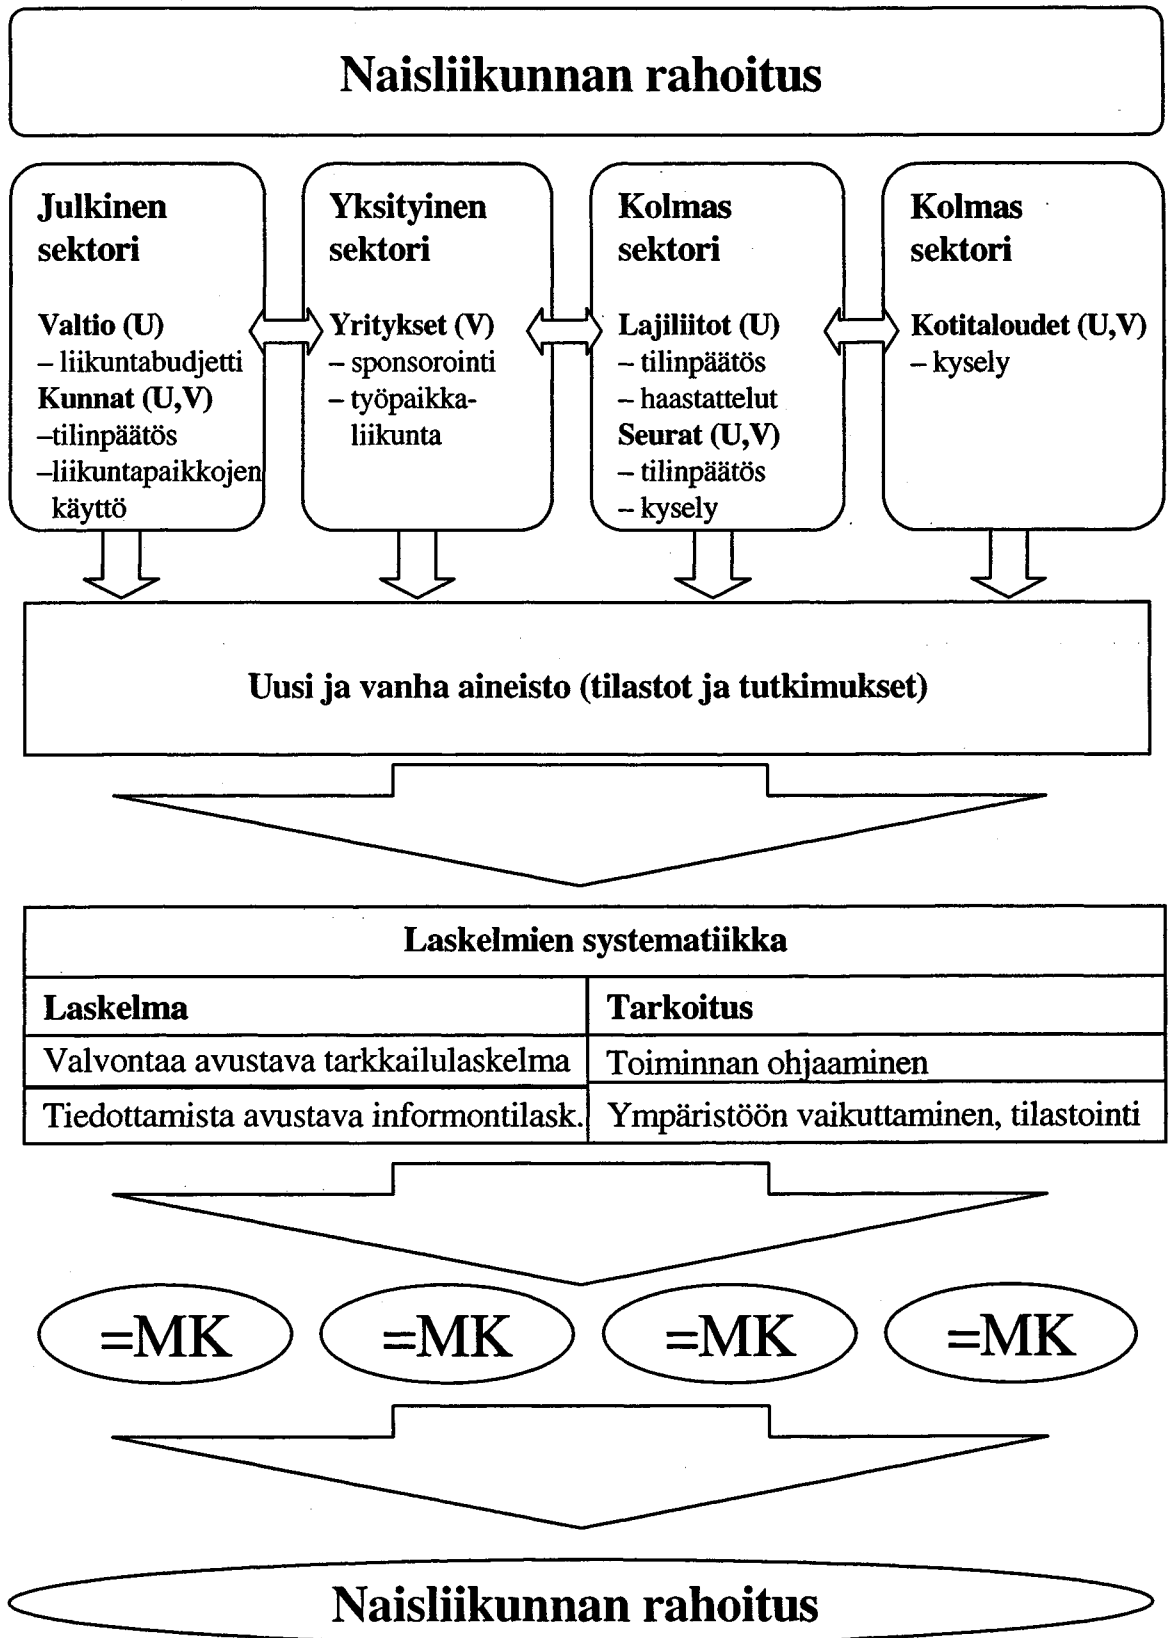 Naisliikunnan rahoitus
Julkinen
sektori
Valtio (U)
– liikuntabudjetti
Kunnat (U,V)
–tilinpäätös
–liikuntapaikkojen
käyttö
Yksityinen
sektori
Yritykset (V)
– sponsorointi
– työpaikka-
liikunta
Kolmas
sektori
Lajiliitot (U)
– tilinpäätös
– haastattelut
Seurat (U,V)
– tilinpäätös
– kysely
Kolmas
sektori
Kotitaloudet (U,V)
– kysely
Uusi ja vanha aineisto (tilastot ja tutkimukset)
Laskelmien systematiikka
Laskelma
Tarkoitus
Valvontaa avustava tarkkailulaskelma
Toiminnan ohjaaminen
Tiedottamista avustava informontilask.
Ympäristöön vaikuttaminen, tilastointi
=MK
=MK
=MK
=MK
Naisliikunnan rahoitus